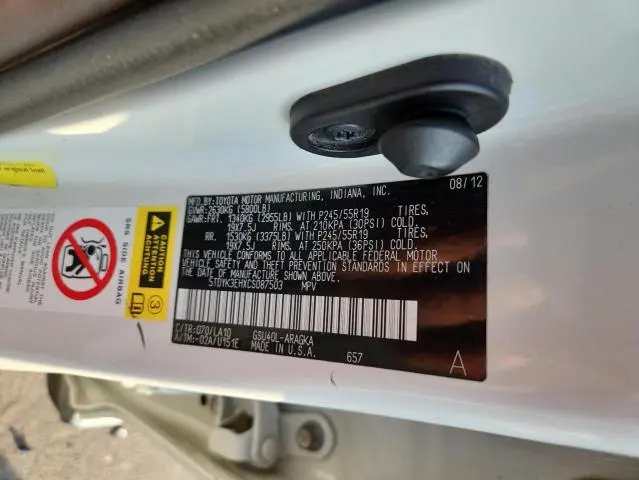 MFD. BY: TOYOTA MOTOR MANUFACTURING, INDIANA, INC. 08/12
GVWR: 2630KG (5800LB)
GAWR: FRT. 1340KG (2955LB) WITH P245/55R19 TIRES,
19X7.5J RIMS, AT 210KPA (30PSI) COLD.
RR. 1530KG (3375LB) WITH P245/55R19 TIRES,
19X7.5J RIMS, AT 250KPA (36PSI) COLD.
THIS VEHICLE CONFORMS TO ALL APPLICABLE FEDERAL MOTOR
VEHICLE SAFETY AND THEFT PREVENTION STANDARDS IN EFFECT
ON THE DATE OF MANUFACTURE SHOWN ABOVE.
5TDYK3EHXCS087503 MPV
C/TR: 070/LA10 GSU40L-ARAGKA
A/TM: -02A/U151E MADE IN U.S.A. 657
A
SRS SIDE AIRBAG
3